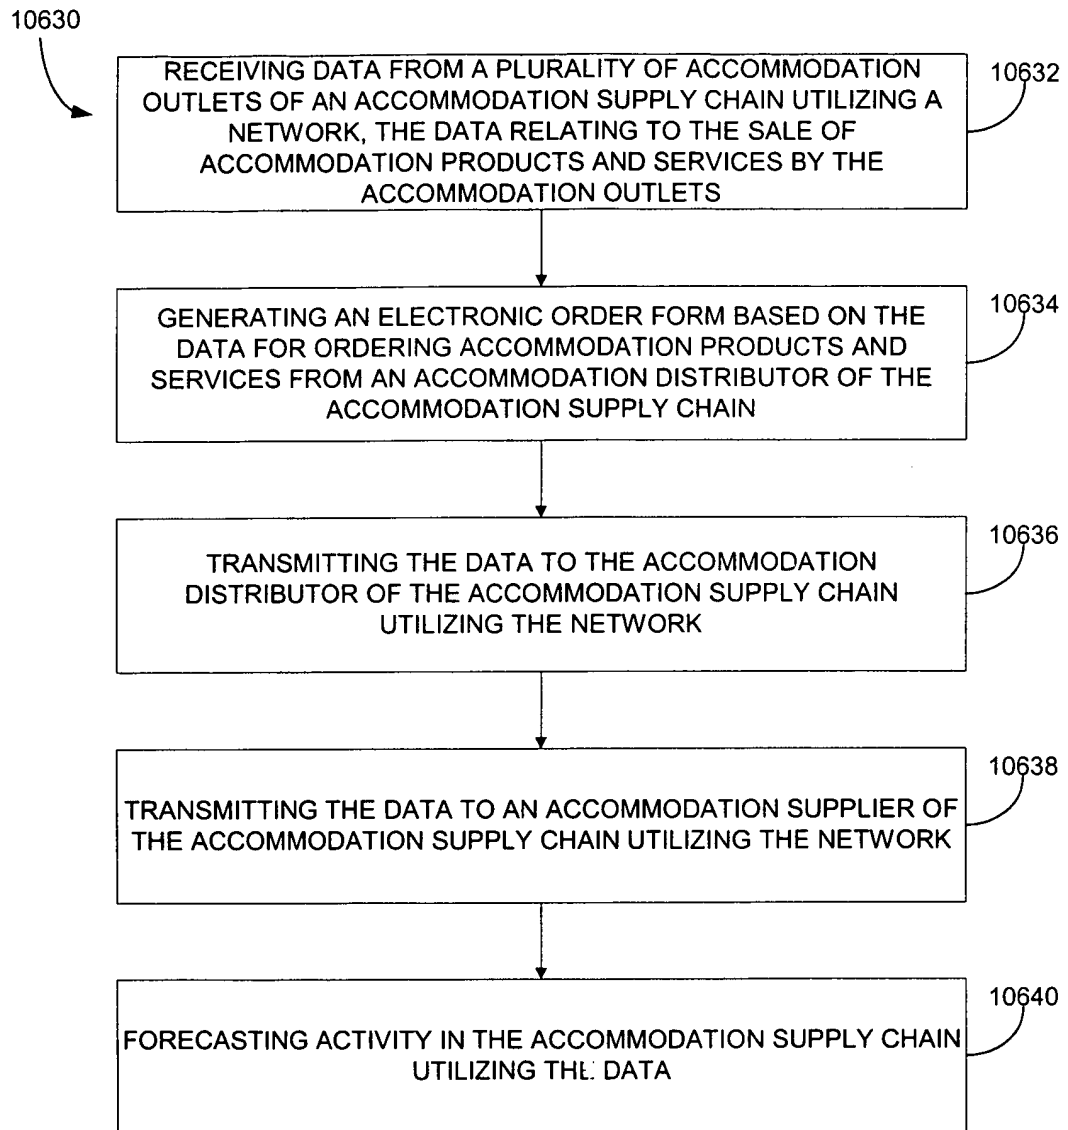 10630
RECEIVING DATA FROM A PLURALITY OF ACCOMMODATION
OUTLETS OF AN ACCOMMODATION SUPPLY CHAIN UTILIZING A
NETWORK, THE DATA RELATING TO THE SALE OF
ACCOMMODATION PRODUCTS AND SERVICES BY THE
ACCOMMODATION OUTLETS
10632
GENERATING AN ELECTRONIC ORDER FORM BASED ON THE
DATA FOR ORDERING ACCOMMODATION PRODUCTS AND
SERVICES FROM AN ACCOMMODATION DISTRIBUTOR OF THE
ACCOMMODATION SUPPLY CHAIN
10634
TRANSMITTING THE DATA TO THE ACCOMMODATION
DISTRIBUTOR OF THE ACCOMMODATION SUPPLY CHAIN
UTILIZING THE NETWORK
10636
TRANSMITTING THE DATA TO AN ACCOMMODATION SUPPLIER OF
THE ACCOMMODATION SUPPLY CHAIN UTILIZING THE NETWORK
10638
FORECASTING ACTIVITY IN THE ACCOMMODATION SUPPLY CHAIN
UTILIZING THE DATA
10640